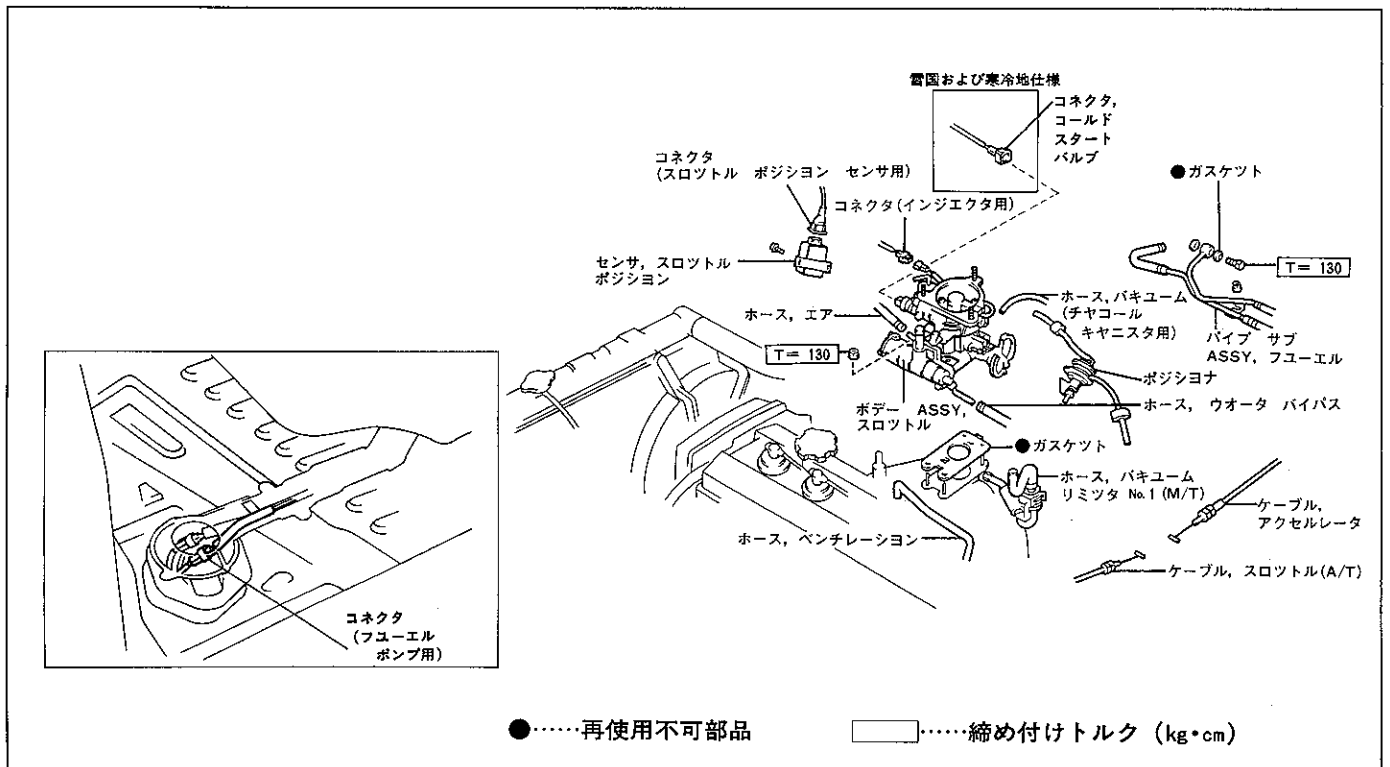 雪国および寒冷地仕様
コネクタ,
コールド
スタート
バルブ
コネクタ
(スロツトル ポジシヨン センサ用)
コネクタ(インジエクタ用)
●ガスケツト
T= 130
センサ, スロツトル
ポジシヨン
ホース, バキユーム
(チヤコール
キヤニスタ用)
ホース, エア
T= 130
パイプ サブ
ASSY, フユーエル
ポジシヨナ
ボデー ASSY,
スロツトル
ホース, ウオータ バイパス
●ガスケツト
ホース, バキユーム
リミツタ No.1 (M/T)
ケーブル,
アクセルレータ
ホース, ベンチレーシヨン
ケーブル, スロツトル(A/T)
コネクタ
(フユーエル
ポンプ用)
●……再使用不可部品
……締め付けトルク (kg·cm)